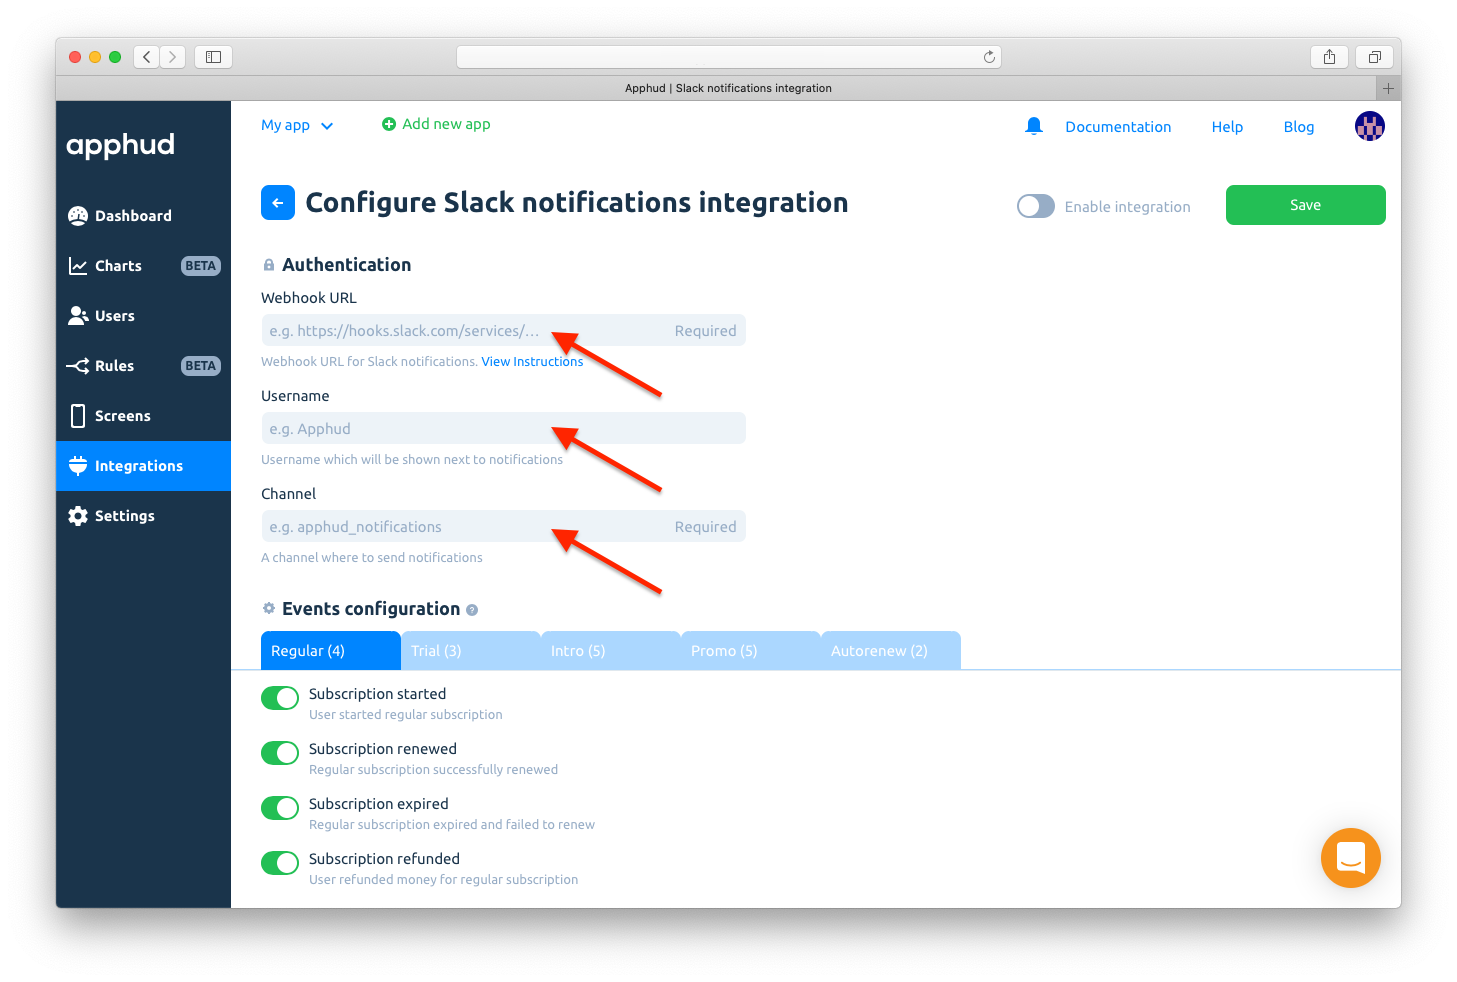 Apphud | Slack notifications integration
apphud
My app
Add new app
Documentation
Help
Blog
Dashboard
Charts BETA
Users
Rules BETA
Screens
Integrations
Settings
Configure Slack notifications integration
Enable integration
Save
Authentication
Webhook URL
e.g. https://hooks.slack.com/services/... Required
Webhook URL for Slack notifications. View Instructions
Username
e.g. Apphud
Username which will be shown next to notifications
Channel
e.g. apphud_notifications Required
A channel where to send notifications
Events configuration ?
Regular (4) Trial (3) Intro (5) Promo (5) Autorenew (2)
Subscription started
User started regular subscription
Subscription renewed
Regular subscription successfully renewed
Subscription expired
Regular subscription expired and failed to renew
Subscription refunded
User refunded money for regular subscription